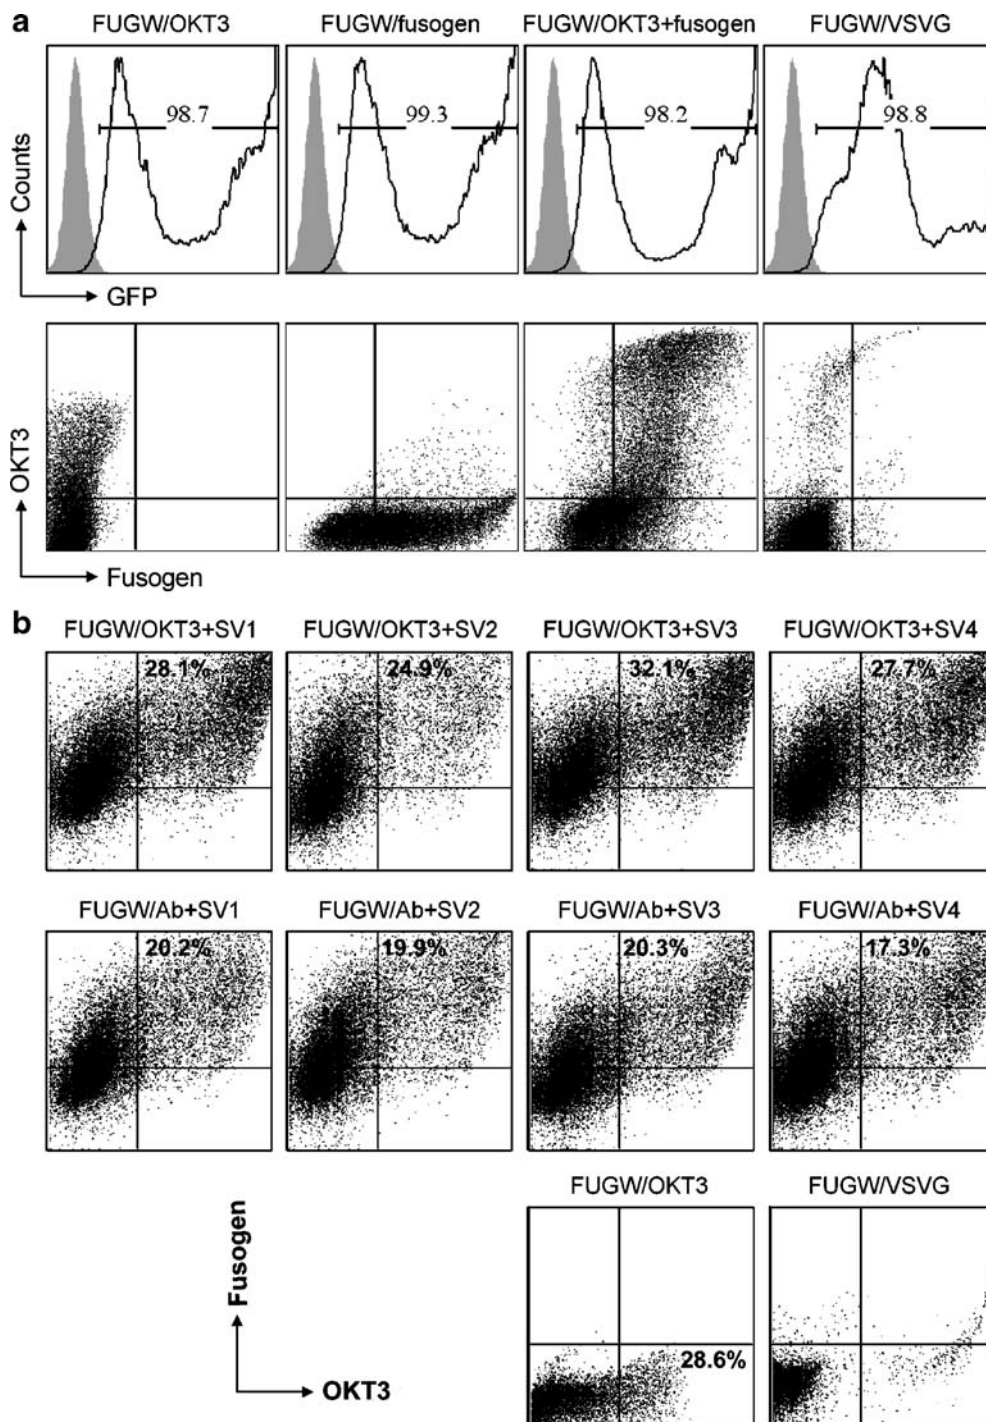 a
FUGW/OKT3 FUGW/fusogen FUGW/OKT3+fusogen FUGW/VSVG
98.7 99.3 98.2 98.8
Counts
GFP
OKT3
Fusogen
b
FUGW/OKT3+SV1 FUGW/OKT3+SV2 FUGW/OKT3+SV3 FUGW/OKT3+SV4
28.1% 24.9% 32.1% 27.7%
FUGW/Ab+SV1 FUGW/Ab+SV2 FUGW/Ab+SV3 FUGW/Ab+SV4
20.2% 19.9% 20.3% 17.3%
FUGW/OKT3 FUGW/VSVG
Fusogen
28.6%
OKT3